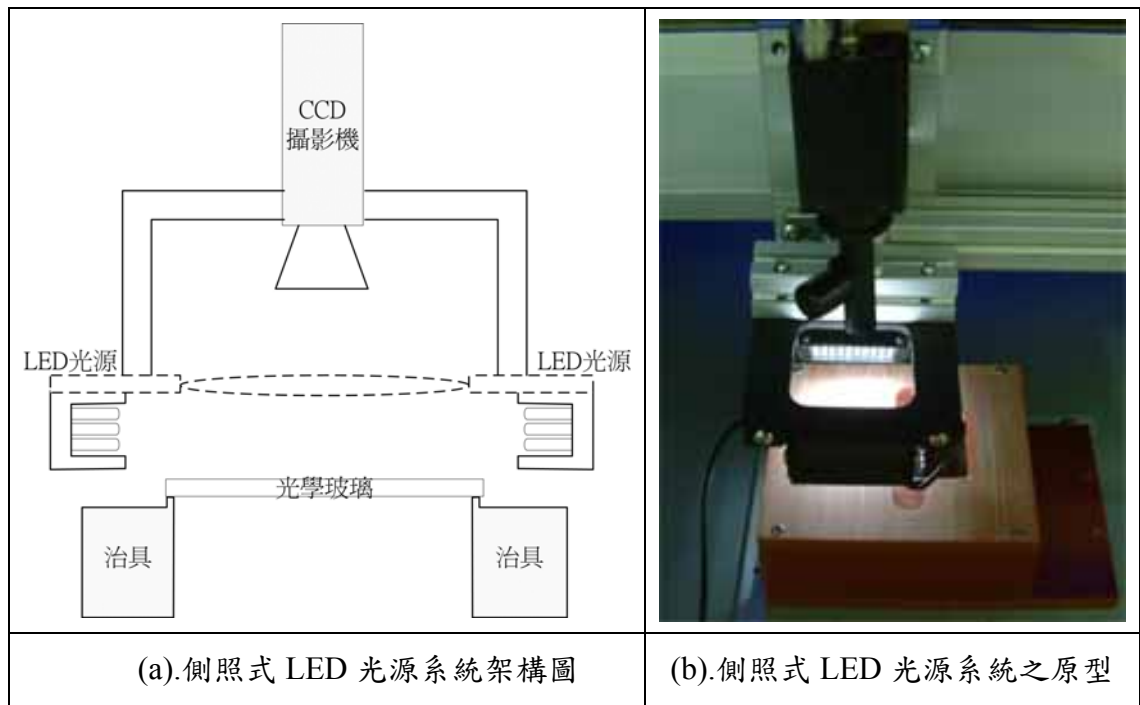 CCD
攝影機
LED光源
LED光源
光學玻璃
治具
治具
(a).側照式 LED 光源系統架構圖
(b).側照式 LED 光源系統之原型